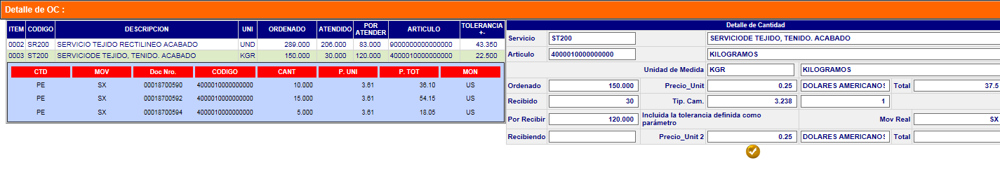 Detalle de OC :
ITEM CODIGO DESCRIPCION UNI ORDENADO ATENDIDO POR ATENDER ARTICULO TOLERANCIA +-
0002 SR200 SERVICIO TEJIDO RECTILINEO ACABADO UND 289.000 206.000 83.000 9000000000000000 43.350
0003 ST200 SERVICIODE TEJIDO, TENIDO. ACABADO KGR 150.000 30.000 120.000 4000010000000000 22.500
CTD MOV Doc Nro. CODIGO CANT P. UNI P. TOT MON
PE SX 00018700590 4000010000000000 10.000 3.61 36.10 US
PE SX 00018700592 4000010000000000 15.000 3.61 54.15 US
PE SX 00018700594 4000010000000000 5.000 3.61 18.05 US
Detalle de Cantidad
Servicio ST200 SERVICIODE TEJIDO, TENIDO. ACABADO
Articulo 4000010000000000 KILOGRAMOS
Unidad de Medida KGR KILOGRAMOS
Ordenado 150.000 Precio_Unit 0.25 DOLARES AMERICANOS Total 37.5
Recibido 30 Tip. Cam. 3.238 1
Por Recibir 120.000 Incluida la tolerancia definida como
parámetro Mov Real SX
Recibiendo Precio_Unit 2 0.25 DOLARES AMERICANOS Total